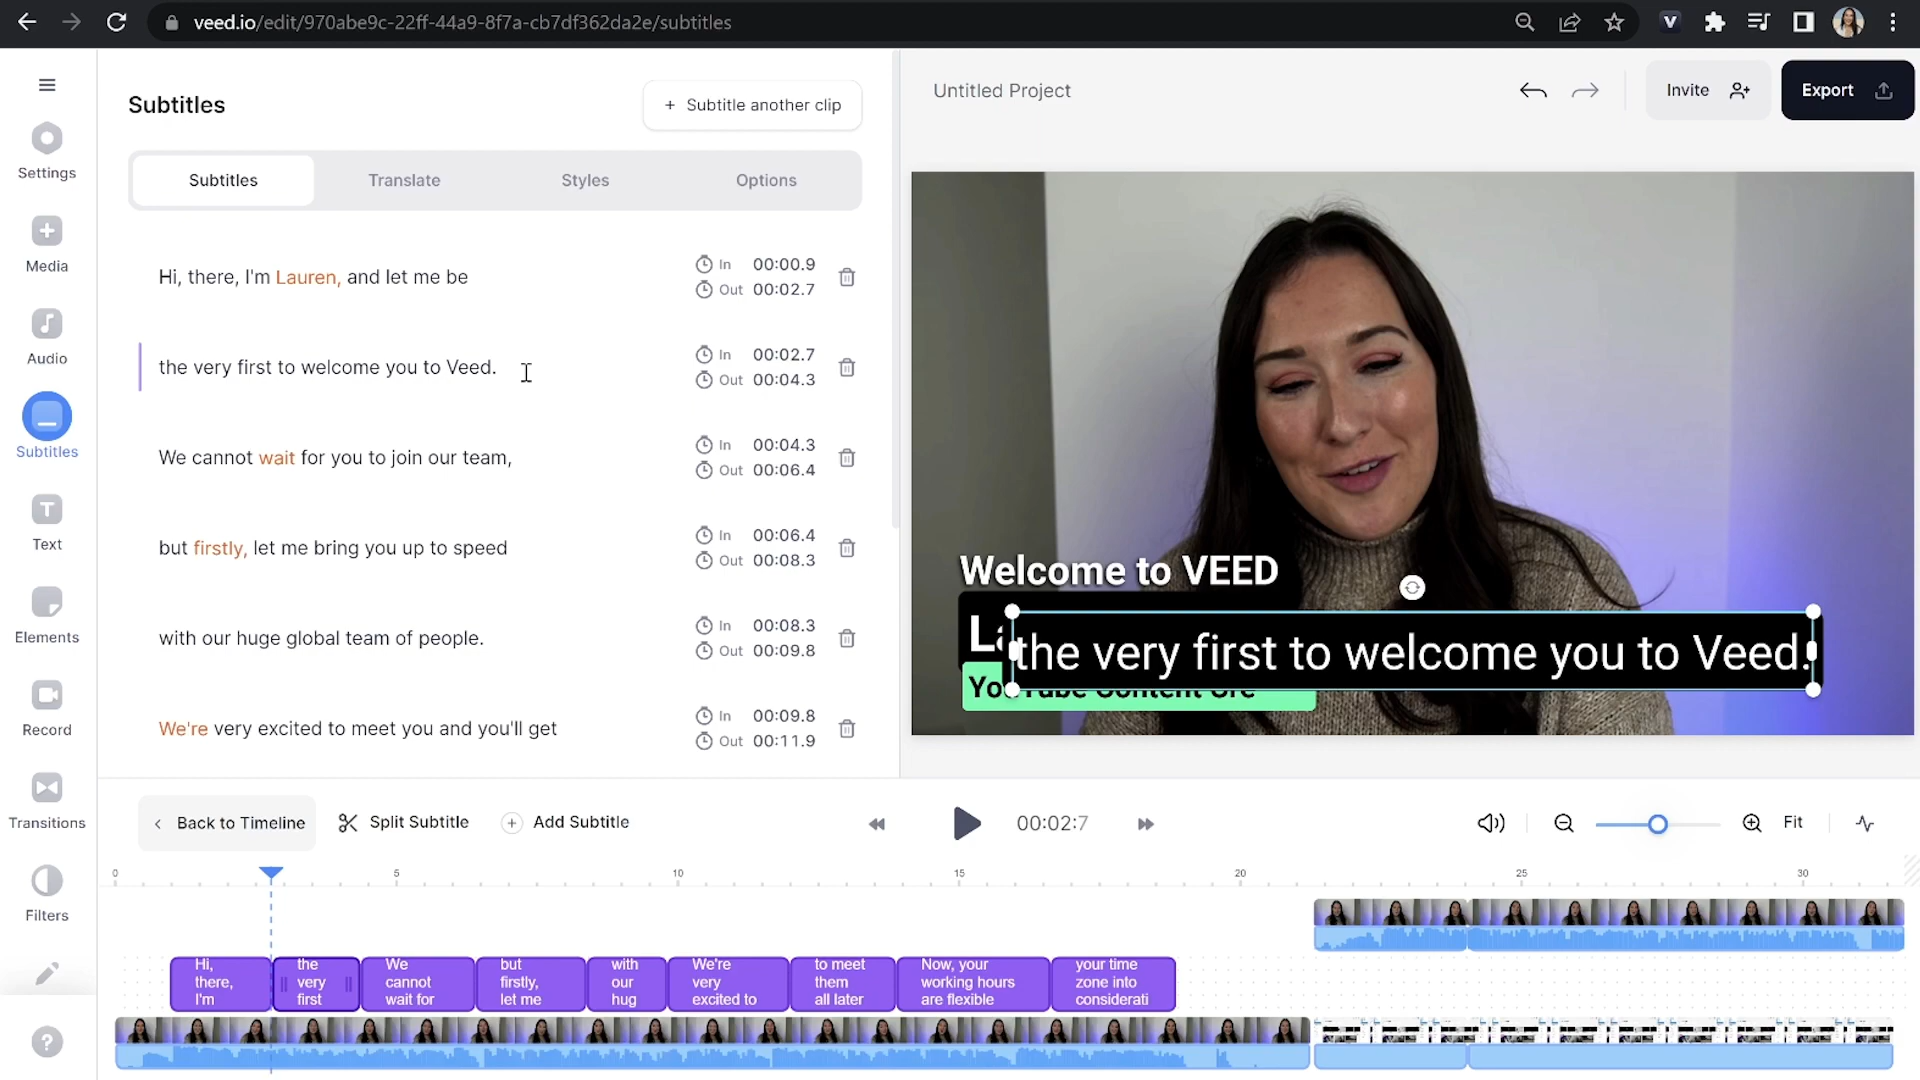 veed.io/edit/970abe9c-22ff-44a9-8f7a-cb7df362da2e/subtitles
Settings
Media
Audio
Subtitles
Text
Elements
Record
Transitions
Filters
Subtitles
+ Subtitle another clip
Subtitles
Translate
Styles
Options
Hi, there, I'm Lauren, and let me be
In 00:00.9
Out 00:02.7
the very first to welcome you to Veed.
In 00:02.7
Out 00:04.3
We cannot wait for you to join our team,
In 00:04.3
Out 00:06.4
but firstly, let me bring you up to speed
In 00:06.4
Out 00:08.3
with our huge global team of people.
In 00:08.3
Out 00:09.8
We're very excited to meet you and you'll get
In 00:09.8
Out 00:11.9
Untitled Project
Invite
Export
Welcome to VEED
the very first to welcome you to Veed.
YouTube Content Cre
Back to Timeline
Split Subtitle
Add Subtitle
00:02:7
Fit
0 5 10 15 20 25 30
Hi,
there,
I'm
the
very
first
We
cannot
wait for
but
firstly,
let me
with
our
hug
We're
very
excited to
to meet
them
all later
Now, your
working hours
are flexible
your time
zone into
considerati